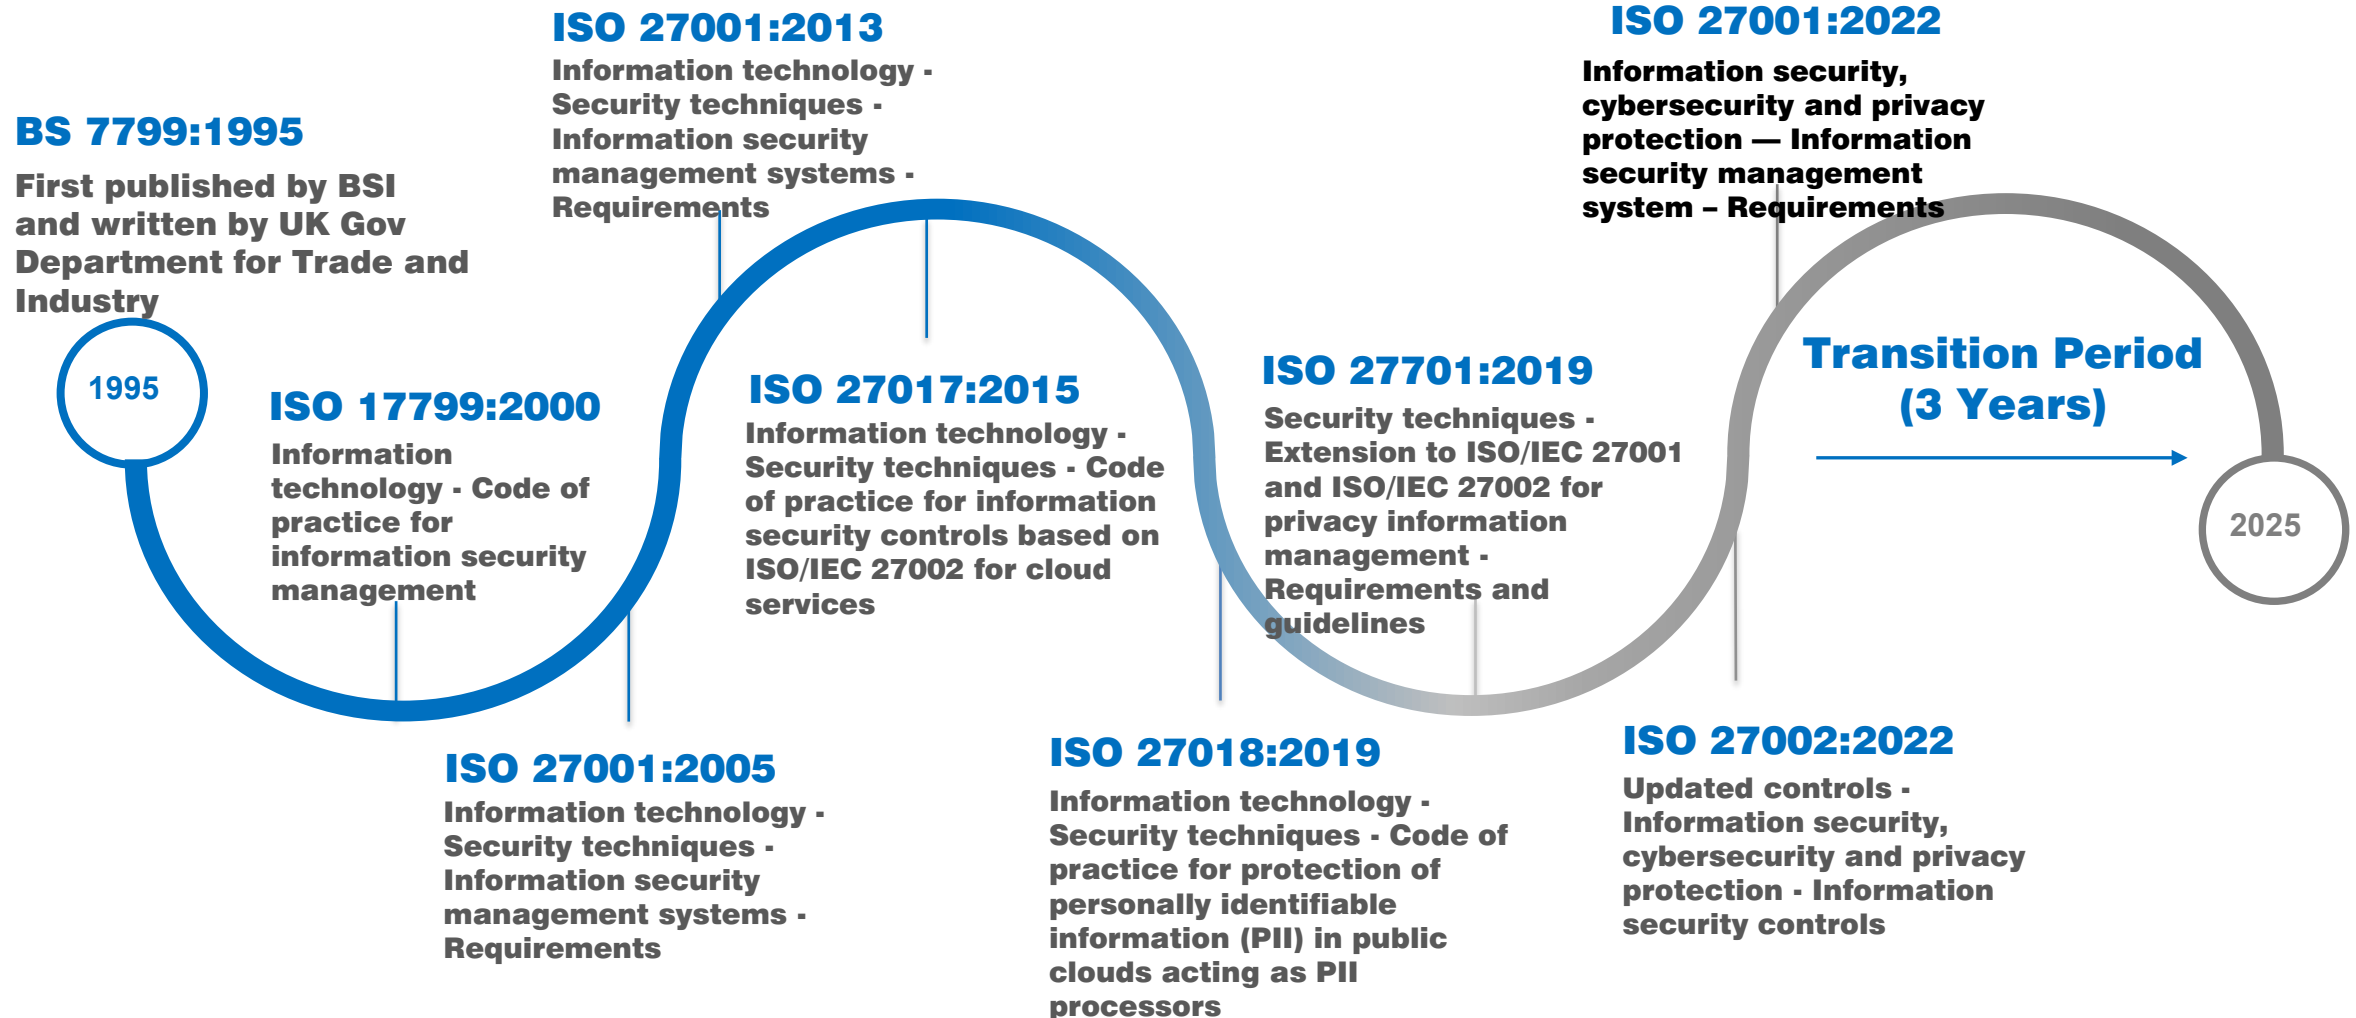 BS 7799:1995
First published by BSI
and written by UK Gov
Department for Trade and
Industry
1995
ISO 17799:2000
Information
technology - Code of
practice for
information security
management
ISO 27001:2005
Information technology -
Security techniques -
Information security
management systems -
Requirements
ISO 27001:2013
Information technology -
Security techniques -
Information security
management systems -
Requirements
ISO 27017:2015
Information technology -
Security techniques - Code
of practice for information
security controls based on
ISO/IEC 27002 for cloud
services
ISO 27018:2019
Information technology -
Security techniques - Code of
practice for protection of
personally identifiable
information (PII) in public
clouds acting as PII
processors
ISO 27701:2019
Security techniques -
Extension to ISO/IEC 27001
and ISO/IEC 27002 for
privacy information
management -
Requirements and
guidelines
ISO 27002:2022
Updated controls -
Information security,
cybersecurity and privacy
protection - Information
security controls
ISO 27001:2022
Information security,
cybersecurity and privacy
protection — Information
security management
system – Requirements
Transition Period
(3 Years)
2025